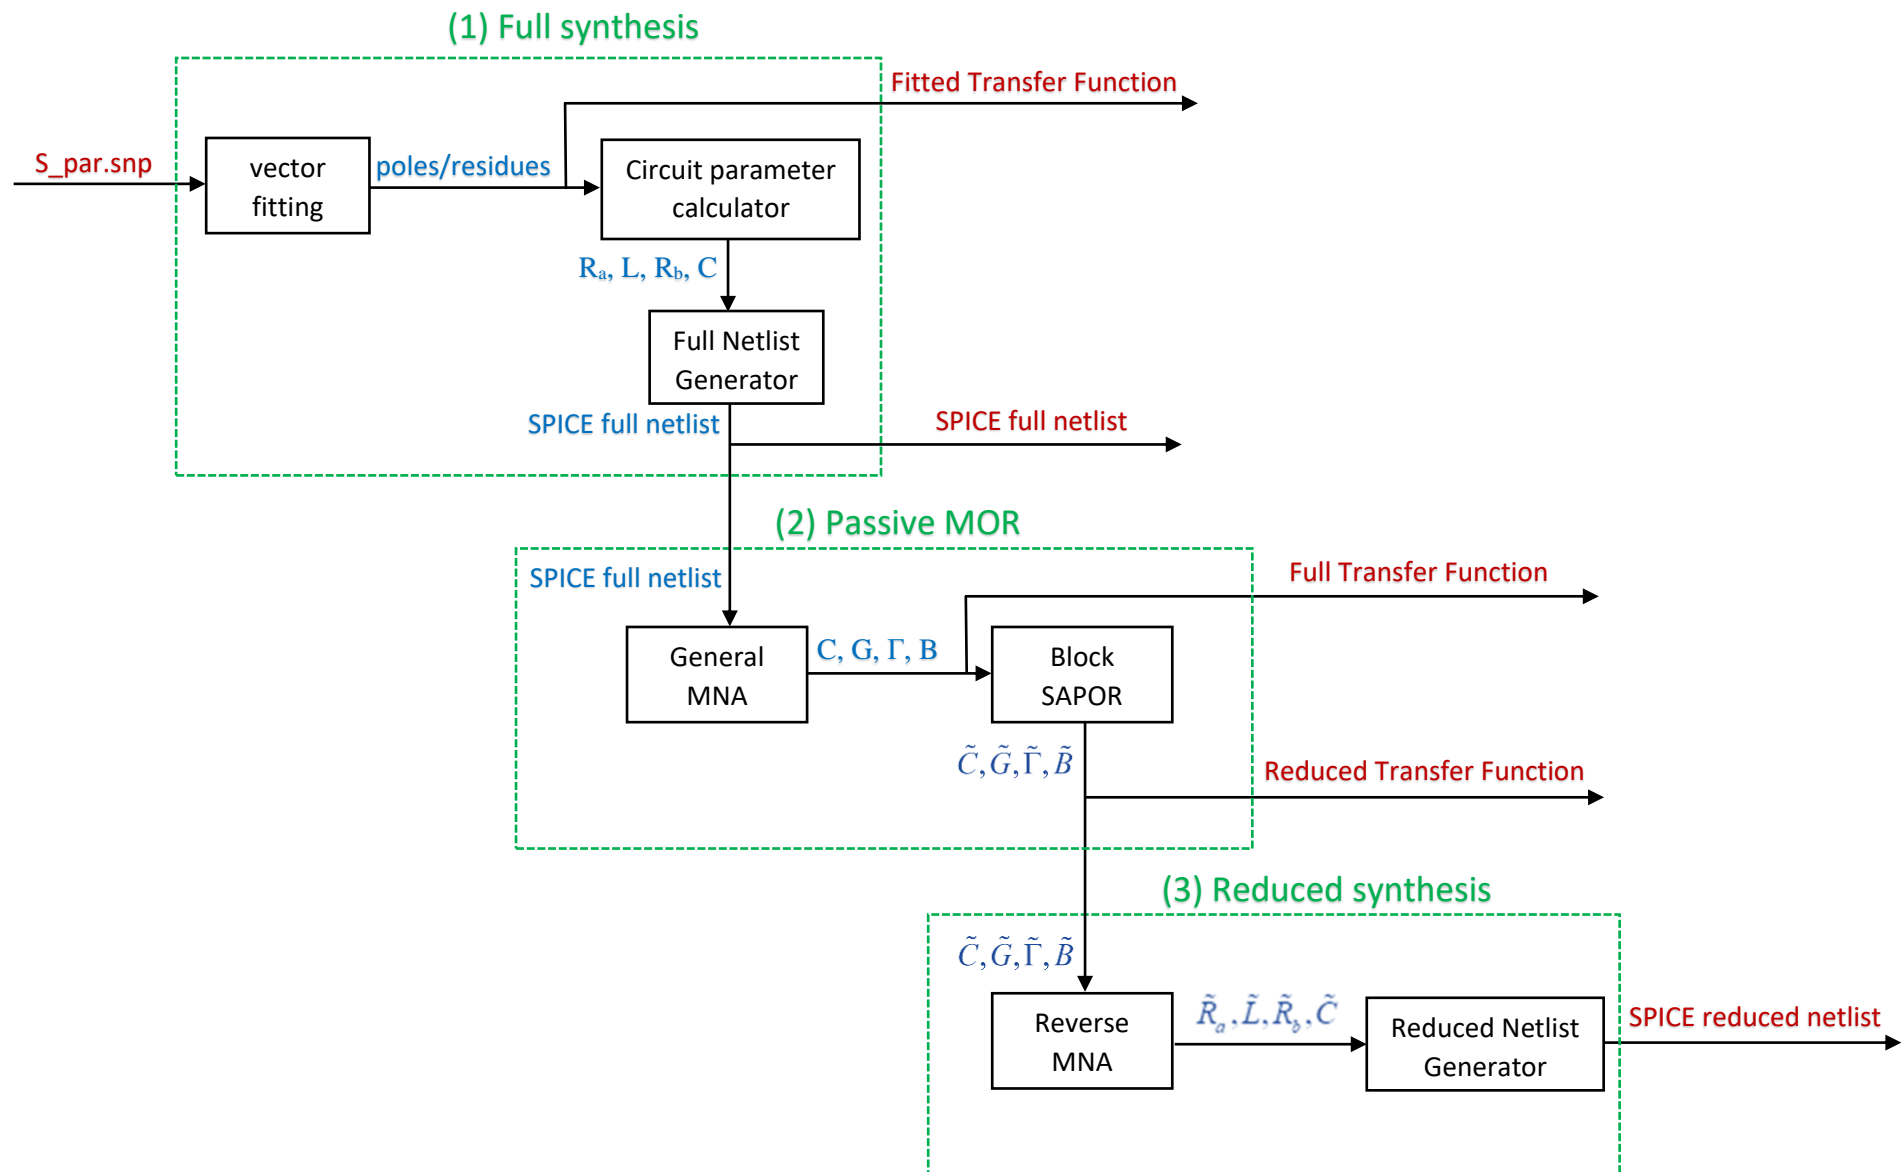 (1) Full synthesis
Fitted Transfer Function
S_par.snp
vector
fitting
poles/residues
Circuit parameter
calculator
Rₐ, L, R_b, C
Full Netlist
Generator
SPICE full netlist
SPICE full netlist
(2) Passive MOR
SPICE full netlist
Full Transfer Function
General
MNA
C, G, Γ, B
Block
SAPOR
C̃, G̃, Γ̃, B̃
Reduced Transfer Function
(3) Reduced synthesis
C̃, G̃, Γ̃, B̃
Reverse
MNA
R̃ₐ, L̃, R̃_b, C̃
Reduced Netlist
Generator
SPICE reduced netlist